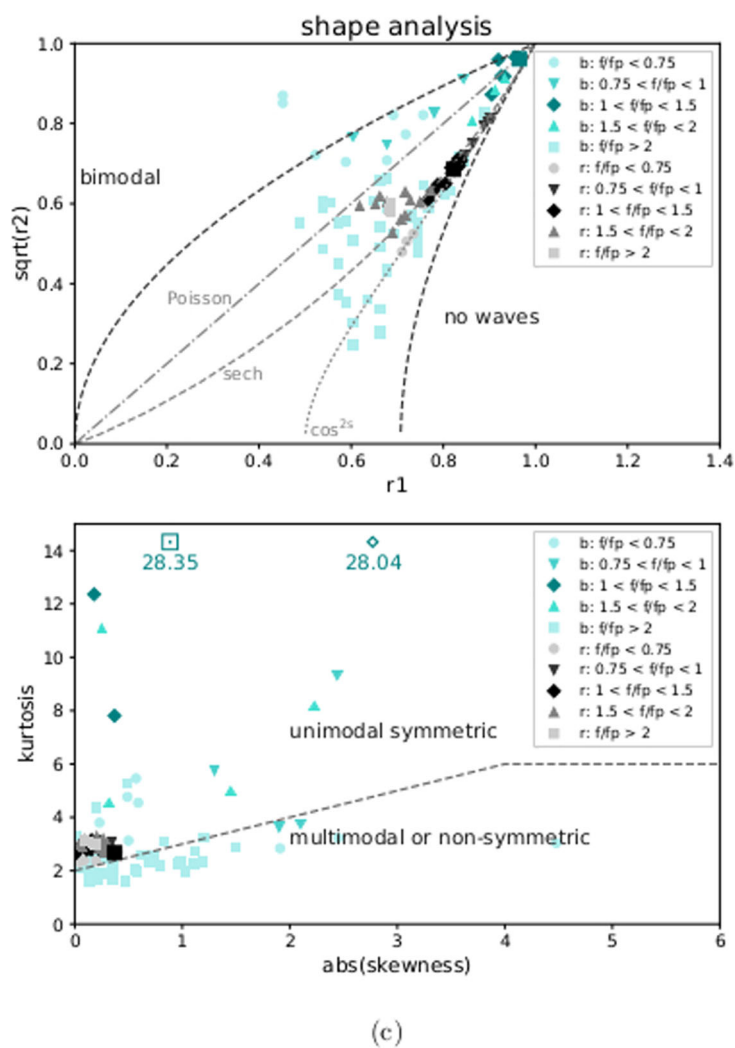 shape analysis
1.0
0.8
0.6
0.4
0.2
0.0
sqrt(r2)
bimodal
Poisson
sech
cos2s
no waves
b: f/fp < 0.75
b: 0.75 < f/fp < 1
b: 1 < f/fp < 1.5
b: 1.5 < f/fp < 2
b: f/fp > 2
r: f/fp < 0.75
r: 0.75 < f/fp < 1
r: 1 < f/fp < 1.5
r: 1.5 < f/fp < 2
r: f/fp > 2
0.0 0.2 0.4 0.6 0.8 1.0 1.2 1.4
r1
14
12
10
8
6
4
2
0
kurtosis
28.35
28.04
b: f/fp < 0.75
b: 0.75 < f/fp < 1
b: 1 < f/fp < 1.5
b: 1.5 < f/fp < 2
b: f/fp > 2
r: f/fp < 0.75
r: 0.75 < f/fp < 1
r: 1 < f/fp < 1.5
r: 1.5 < f/fp < 2
r: f/fp > 2
unimodal symmetric
multimodal or non-symmetric
0 1 2 3 4 5 6
abs(skewness)
(c)